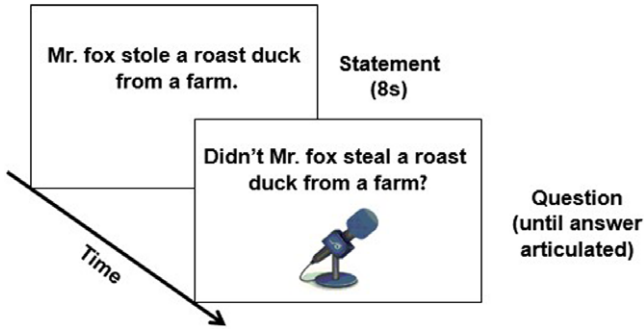 Mr. fox stole a roast duck
from a farm.
Statement
(8s)
Didn't Mr. fox steal a roast
duck from a farm?
Question
(until answer
articulated)
Time